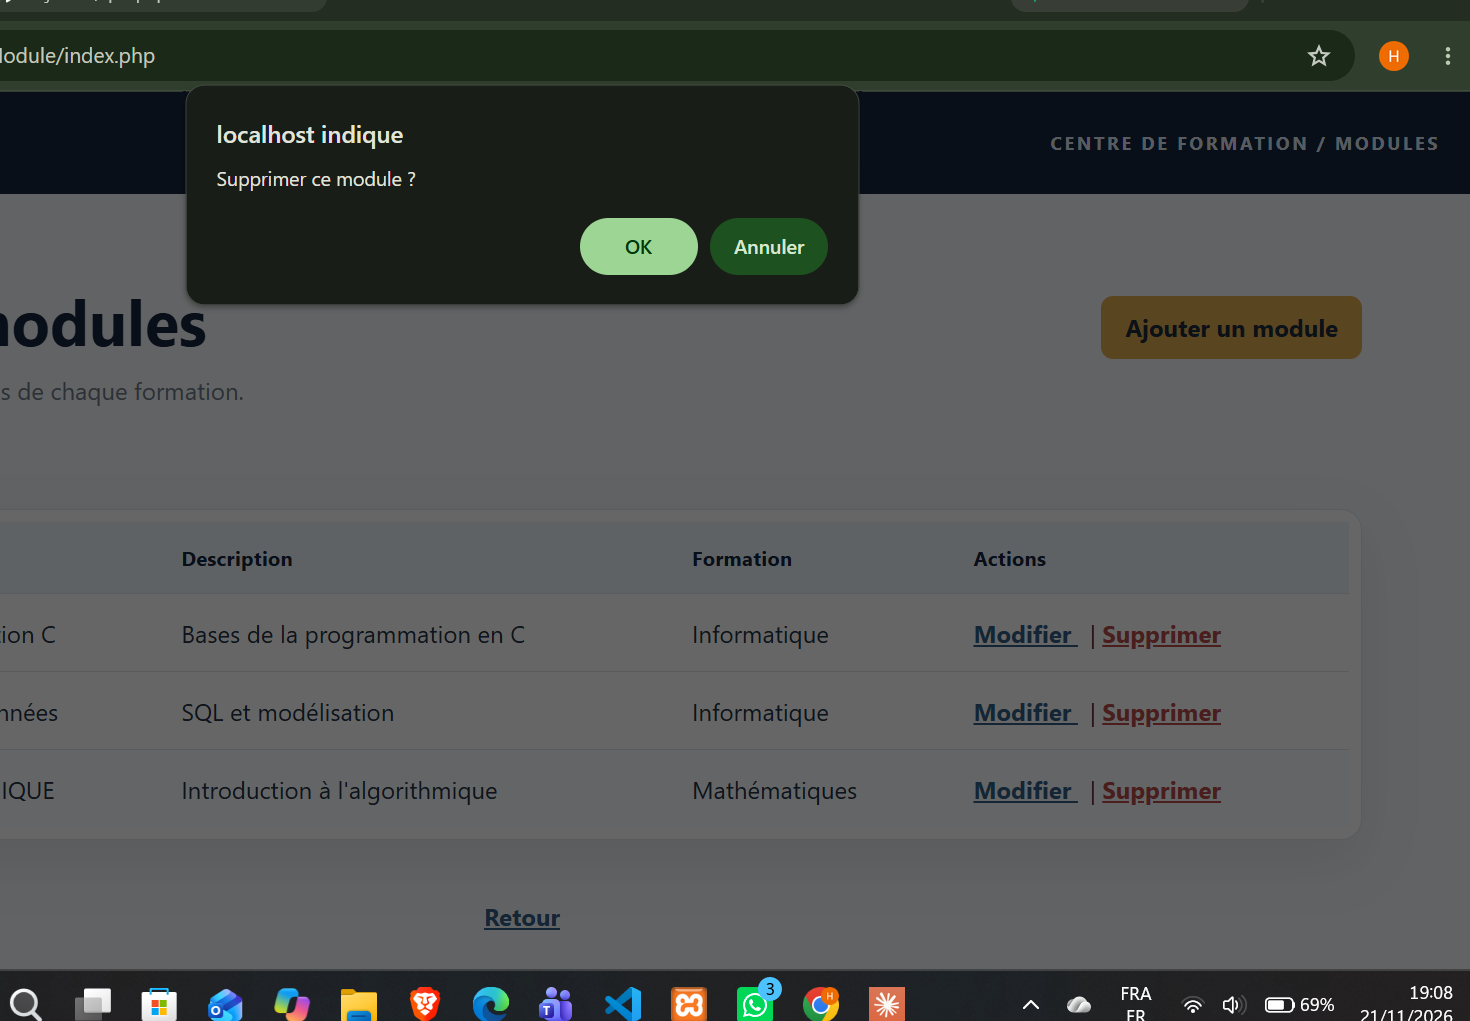 odule/index.php
H
localhost indique
Supprimer ce module ?
OK
Annuler
CENTRE DE FORMATION / MODULES
odules
Ajouter un module
s de chaque formation.
Description
Formation
Actions
ion C
Bases de la programmation en C
Informatique
Modifier | Supprimer
nnées
SQL et modélisation
Informatique
Modifier | Supprimer
IQUE
Introduction à l'algorithmique
Mathématiques
Modifier | Supprimer
Retour
3
FRA
FR
69%
19:08
21/11/2026